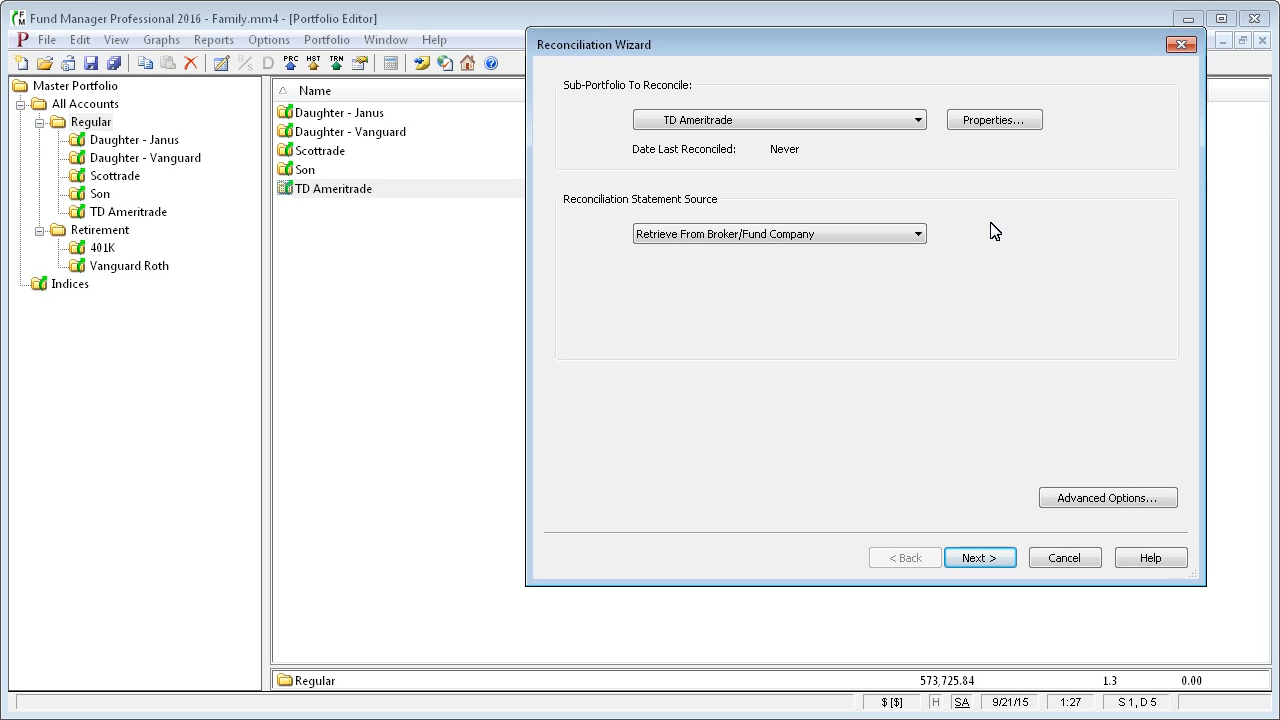 Fund Manager Professional 2016 - Family.mm4 - [Portfolio Editor]
File Edit View Graphs Reports Options Portfolio Window Help
PRC HST TRN
Master Portfolio
All Accounts
Regular
Daughter - Janus
Daughter - Vanguard
Scottrade
Son
TD Ameritrade
Retirement
401K
Vanguard Roth
Indices
Name
Daughter - Janus
Daughter - Vanguard
Scottrade
Son
TD Ameritrade
Reconciliation Wizard
Sub-Portfolio To Reconcile:
TD Ameritrade Properties...
Date Last Reconciled: Never
Reconciliation Statement Source
Retrieve From Broker/Fund Company
Advanced Options...
< Back Next > Cancel Help
Regular 573,725.84 1.3 0.00
$ [$] H SA 9/21/15 1:27 S 1, D 5